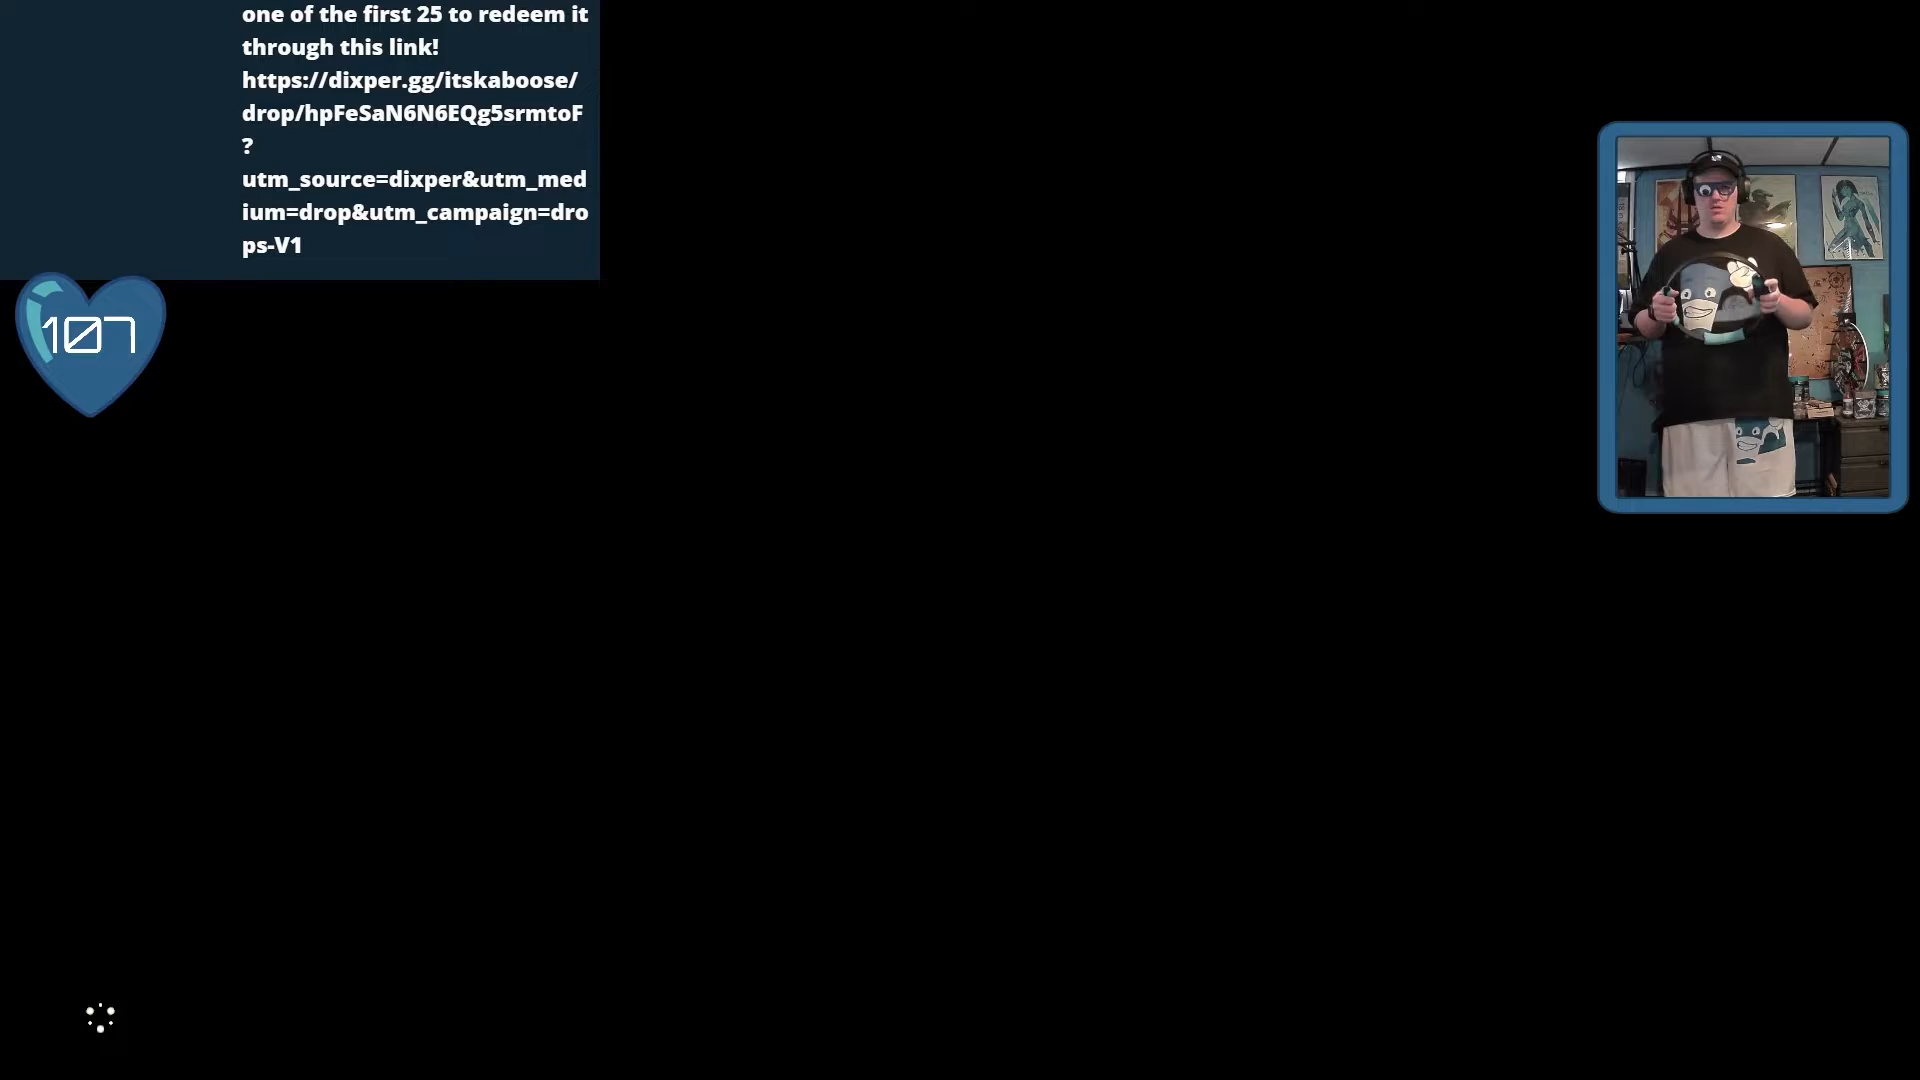 one of the first 25 to redeem it
through this link!
https://dixper.gg/itskaboose/
drop/hpFeSaN6N6EQg5srmtoF
?
utm_source=dixper&utm_med
ium=drop&utm_campaign=dro
ps-V1
107